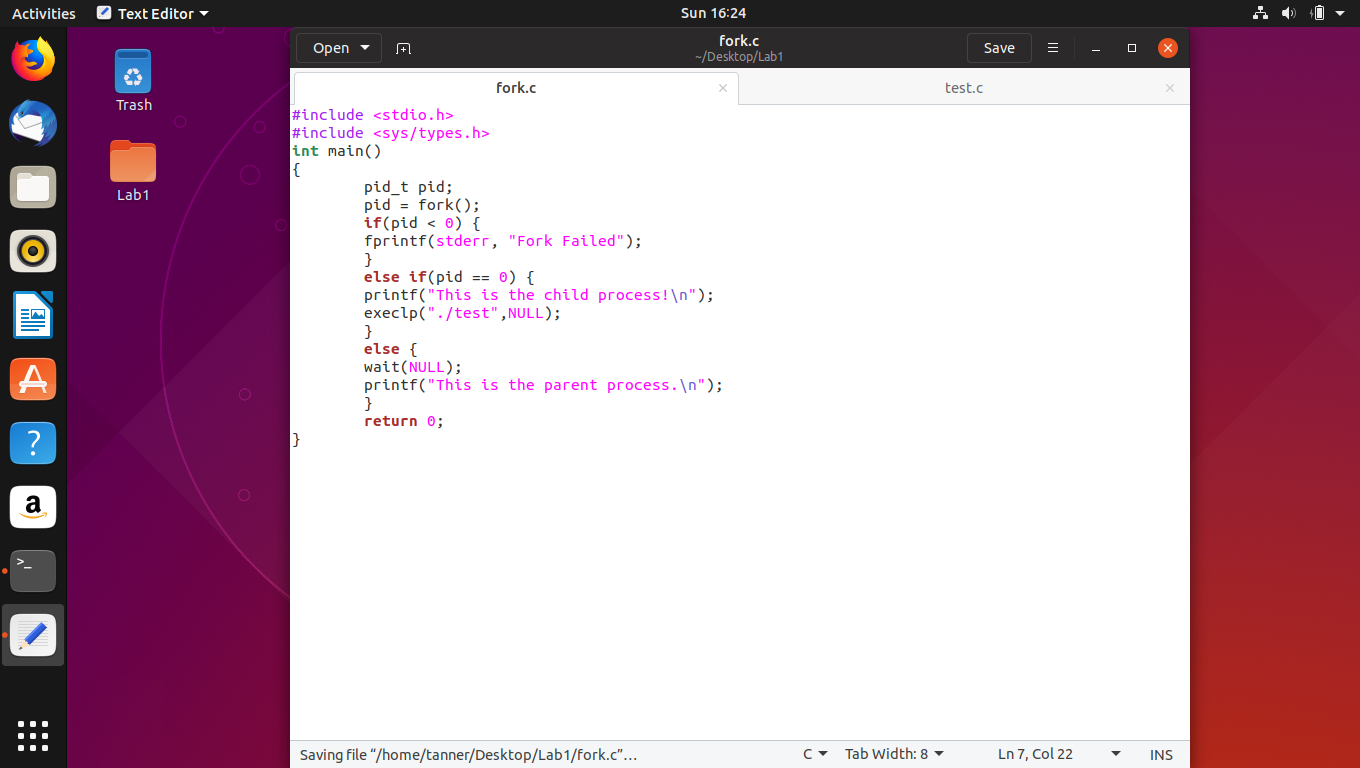 Activities Text Editor Sun 16:24
Open fork.c Save
~/Desktop/Lab1
fork.c test.c
Trash
Lab1
#include <stdio.h>
#include <sys/types.h>
int main()
{
pid_t pid;
pid = fork();
if(pid < 0) {
fprintf(stderr, "Fork Failed");
}
else if(pid == 0) {
printf("This is the child process!\n");
execlp("./test",NULL);
}
else {
wait(NULL);
printf("This is the parent process.\n");
}
return 0;
}
?
a
>_
Saving file “/home/tanner/Desktop/Lab1/fork.c”… C Tab Width: 8 Ln 7, Col 22 INS